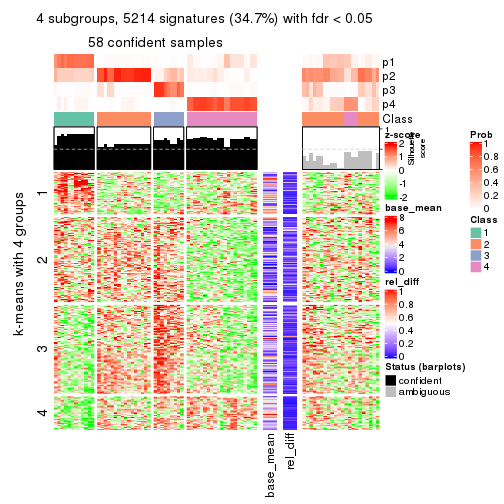 4 subgroups, 5214 signatures (34.7%) with fdr < 0.05
58 confident samples
p1
p2
p3
p4
Class
1
0
Silhouette
score
k-means with 4 groups
1
2
3
4
base_mean
rel_diff
z-score
2
1
0
-1
-2
base_mean
8
6
4
2
0
rel_diff
1
0.8
0.6
0.4
0.2
0
Status (barplots)
confident
ambiguous
Prob
1
0.8
0.6
0.4
0.2
0
Class
1
2
3
4